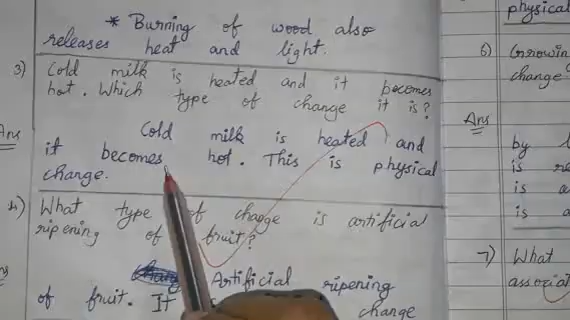 * Burning of wood also
releases heat and light.
3) Cold milk is heated and it becomes
hot. Which type of change it is?
Ans Cold milk is heated and
it becomes hot. This is physical
change.
4) What type of change is artificial
ripening of fruit?
Artificial ripening
of fruit. It change
physical
6) Growin
change
Ans
by
is
is a
is a
7) What
associat